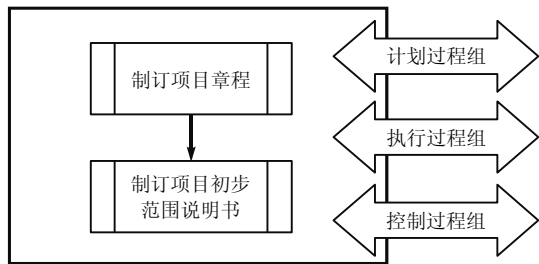 制订项目章程
制订项目初步
范围说明书
计划过程组
执行过程组
控制过程组